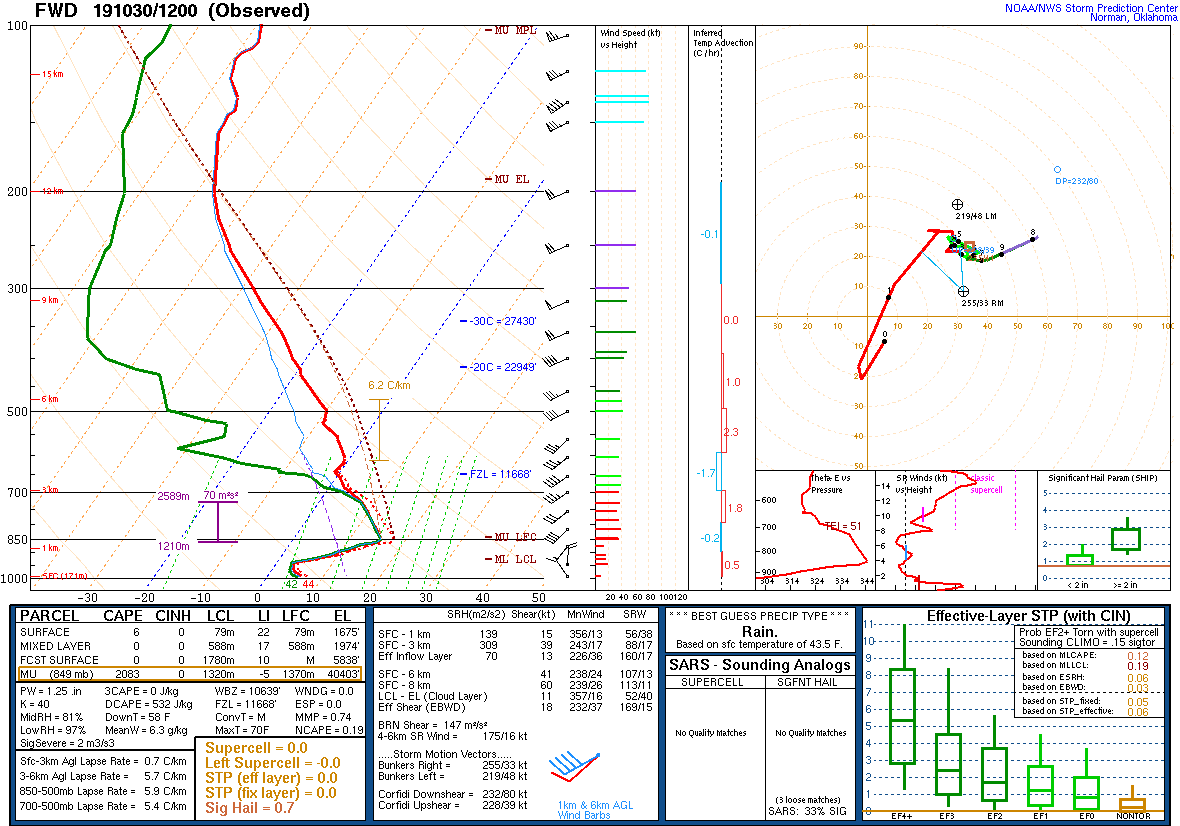 FWD 191030/1200 (Observed)
NOAA/NWS Storm Prediction Center
Norman, Oklahoma
100
200
300
400
500
700
850
1000
15 km
12 km
9 km
6 km
3 km
1 km
SFC (171m)
MU MPL
MU EL
-30C = 27430'
-20C = 22949'
6.2 C/km
FZL = 11668'
2589m
70 m²s²
1210m
MU LFC
ML LCL
42 44
-30 -20 -10 0 10 20 30 40 50
Wind Speed (kt)
vs Height
20 40 60 80 100 120
Inferred
Temp Advection
(C / hr)
-0.1
0.0
1.0
2.3
-1.7
1.8
-0.2
0.5
90
80
70
60
50
40
30
20
10
30 20 10 10 20 30 40 50 60 70 80 90 100
10
20
30
40
50
DP=232/80
219/48 LM
255/33 RM
0
1
5
8
9
Theta-E vs
Pressure
TEI = 51
600
700
800
900
304 314 324 334 344
SR Winds (kt)
vs Height
classic
supercell
14
12
10
8
6
4
2
Significant Hail Param (SHIP)
5
4
3
2
1
0
< 2 in >= 2 in
PARCEL CAPE CINH LCL LI LFC EL
SURFACE 6 0 79m 22 79m 1675'
MIXED LAYER 0 0 588m 17 588m 1974'
FCST SURFACE 0 0 1780m 10 M 5838'
MU (849 mb) 2083 0 1320m -5 1370m 40403'
PW = 1.25 .in 3CAPE = 0 J/kg WBZ = 10639' WNDG = 0.0
K = 40 DCAPE = 532 J/kg FZL = 11668' ESP = 0.0
MidRH = 81% DownT = 58 F ConvT = M MMP = 0.74
LowRH = 97% MeanW = 6.3 g/kg MaxT = 70F NCAPE = 0.19
SigSevere = 2 m3/s3
Sfc-3km Agl Lapse Rate = 0.7 C/km
3-6km Agl Lapse Rate = 5.7 C/km
850-500mb Lapse Rate = 5.9 C/km
700-500mb Lapse Rate = 5.4 C/km
Supercell = 0.0
Left Supercell = -0.0
STP (eff layer) = 0.0
STP (fix layer) = 0.0
Sig Hail = 0.7
SRH(m2/s2) Shear(kt) MnWind SRW
SFC - 1 km 139 15 356/13 56/38
SFC - 3 km 309 39 243/17 88/17
Eff Inflow Layer 70 13 226/36 160/17
SFC - 6 km 41 238/24 107/13
SFC - 8 km 60 239/26 113/11
LCL - EL (Cloud Layer) 11 357/16 52/40
Eff Shear (EBWD) 18 232/37 169/15
BRN Shear = 147 m²/s²
4-6km SR Wind = 175/16 kt
.....Storm Motion Vectors.....
Bunkers Right = 255/33 kt
Bunkers Left = 219/48 kt
Corfidi Downshear = 232/80 kt
Corfidi Upshear = 228/39 kt
1km & 6km AGL
Wind Barbs
* * * BEST GUESS PRECIP TYPE * * *
Rain.
Based on sfc temperature of 43.5 F.
SARS - Sounding Analogs
SUPERCELL SGFNT HAIL
No Quality Matches No Quality Matches
(3 loose matches)
SARS: 33% SIG
Effective-Layer STP (with CIN)
11
10
9
8
7
6
5
4
3
2
1
0
EF4+ EF3 EF2 EF1 EF0 NONTOR
Prob EF2+ Torn with supercell
Sounding CLIMO = .15 sigtor
based on MLCAPE: 0.12
based on MLLCL: 0.19
based on ESRH: 0.06
based on EBWD: 0.03
based on STP_fixed: 0.05
based on STP_effective: 0.06